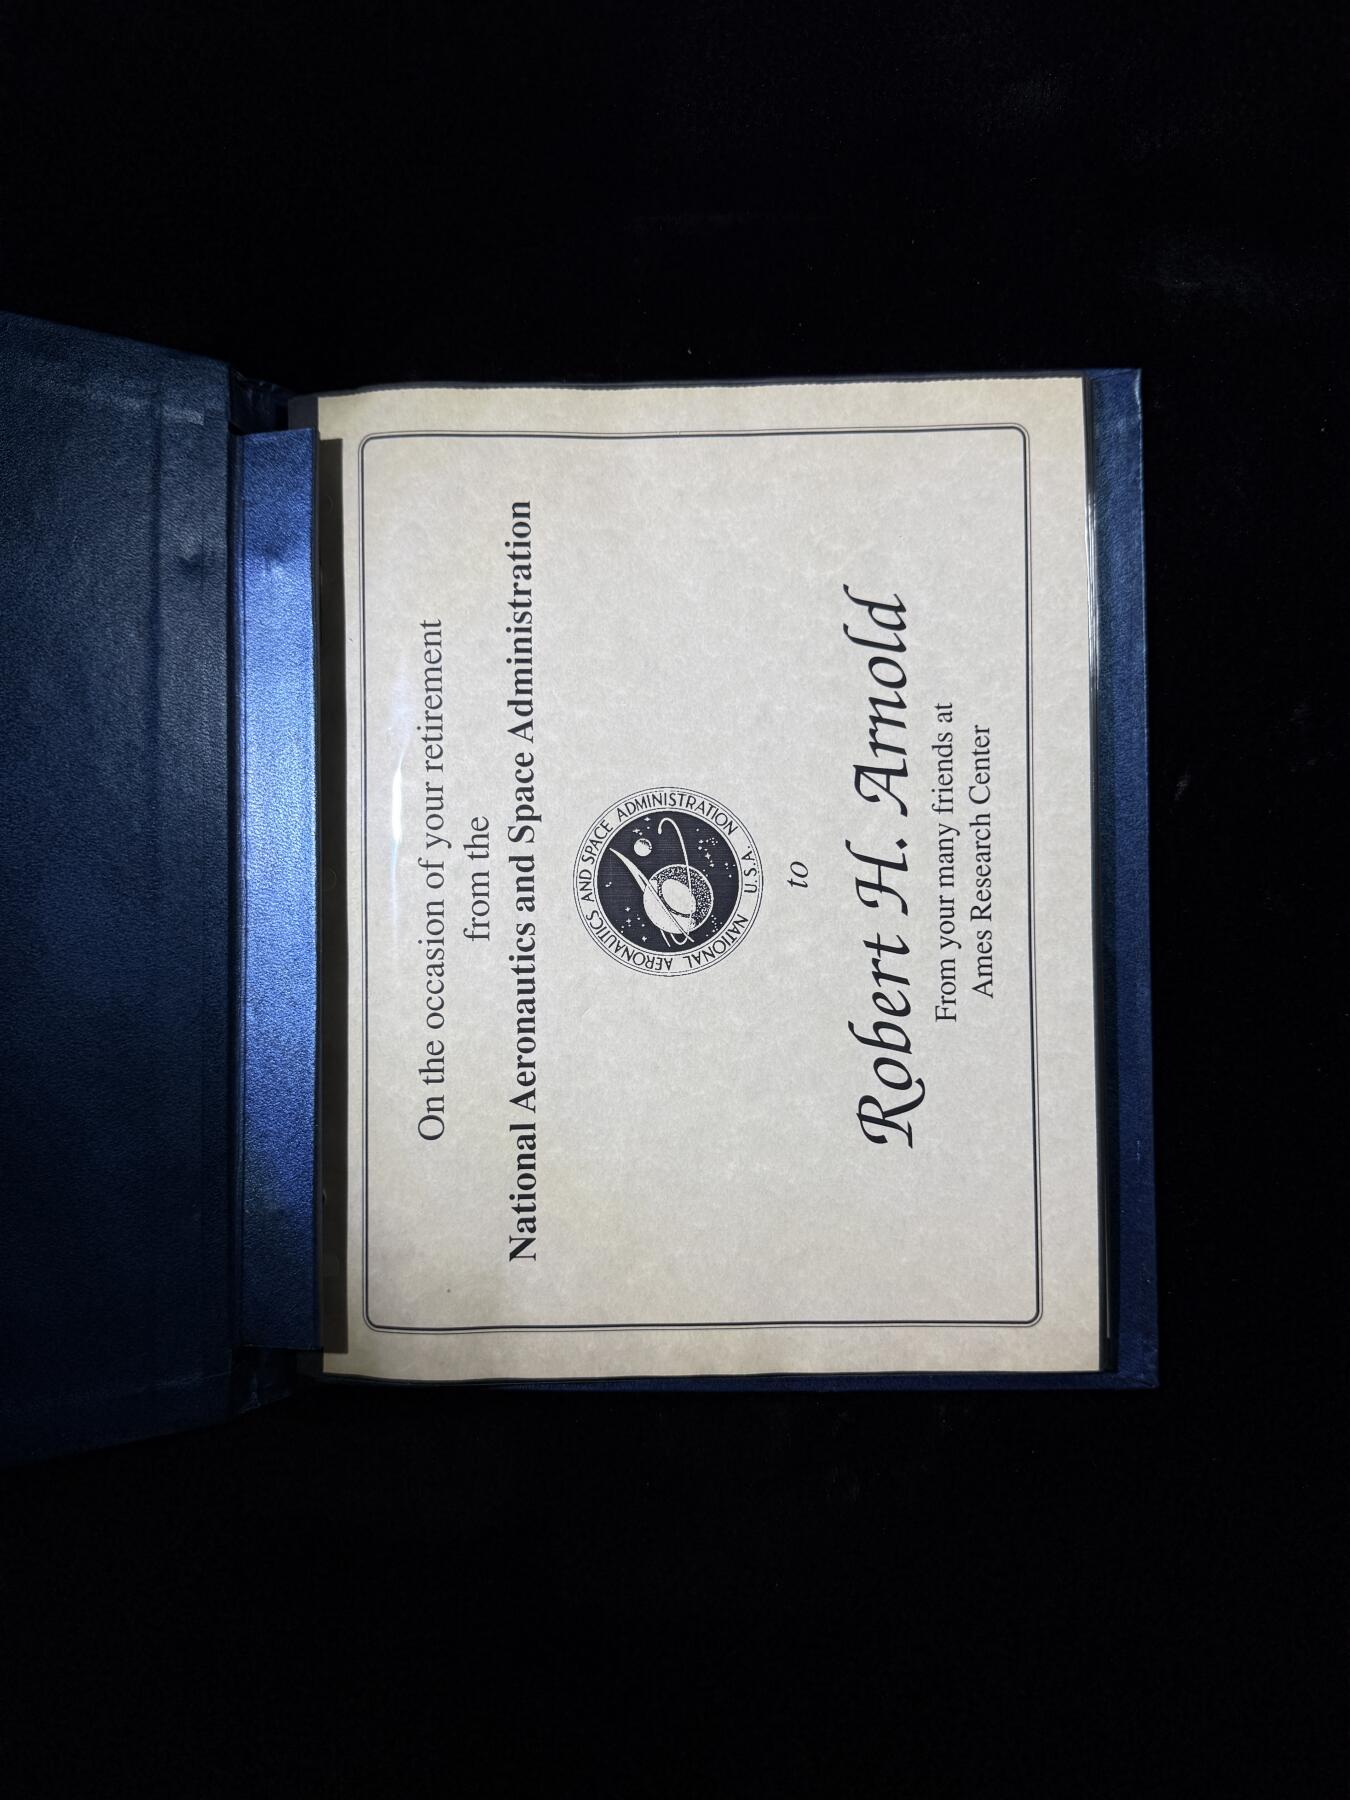 On the occasion of your retirement
from the
National Aeronautics and Space Administration
NATIONAL AERONAUTICS AND SPACE ADMINISTRATION
U.S.A.
to
Robert H. Arnold
From your many friends at
Ames Research Center